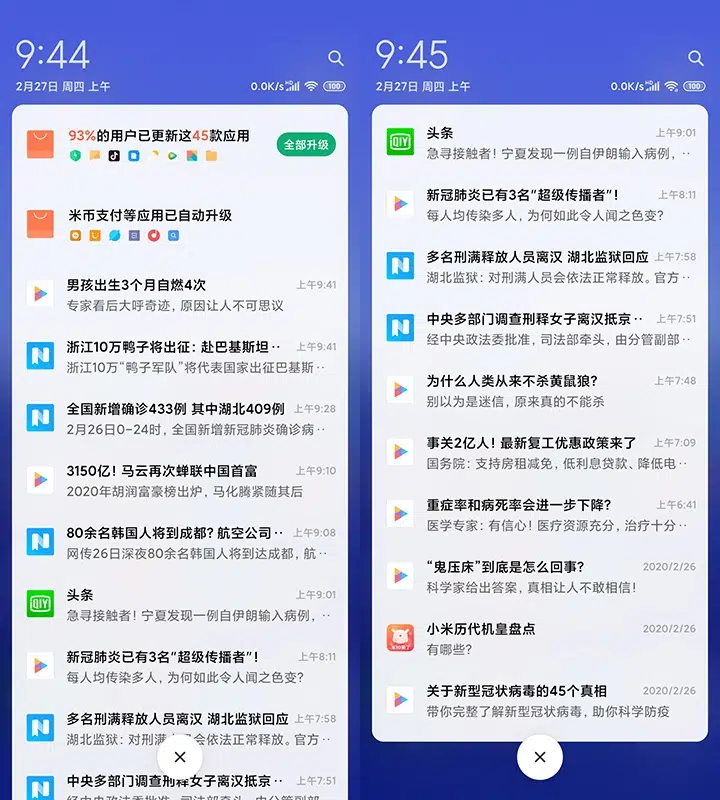 9:44
2月27日 周四 上午
0.0K/s HD 100
93%的用户已更新这45款应用
全部升级
米币支付等应用已自动升级
男孩出生3个月自燃4次 上午9:41
专家看后大呼奇迹，原因让人不可思议
浙江10万鸭子将出征：赴巴基斯坦·· 上午9:41
浙江10万“鸭子军队”将代表国家出征巴基斯··
全国新增确诊433例 其中湖北409例 上午9:28
2月26日0-24时，全国新增新冠肺炎确诊病··
3150亿！马云再次蝉联中国首富 上午9:10
2020年胡润富豪榜出炉，马化腾紧随其后
80余名韩国人将到成都？航空公司·· 上午9:08
网传26日深夜80余名韩国人将到达成都，航··
iQIYI
头条 上午9:01
急寻接触者！宁夏发现一例自伊朗输入病例，··
新冠肺炎已有3名“超级传播者”！ 上午8:11
每人均传染多人，为何如此令人闻之色变？
多名刑满释放人员离汉 湖北监狱回应 上午7:58
湖北监狱：对刑满 会依法正常释放。官方··
中央多部门调查刑释女子离汉抵京·· 上午7:51
经中央政法委批准，司法部牵头，由分管副部··
9:45
2月27日 周四 上午
0.0K/s HD 100
iQIYI
头条 上午9:01
急寻接触者！宁夏发现一例自伊朗输入病例，··
新冠肺炎已有3名“超级传播者”！ 上午8:11
每人均传染多人，为何如此令人闻之色变？
多名刑满释放人员离汉 湖北监狱回应 上午7:58
湖北监狱：对刑满人员会依法正常释放。官方··
中央多部门调查刑释女子离汉抵京·· 上午7:51
经中央政法委批准，司法部牵头，由分管副部··
为什么人类从来不杀黄鼠狼？ 上午7:48
别以为是迷信，原来真的不能杀
事关2亿人！最新复工优惠政策来了 上午7:09
国务院：支持房租减免，低利息贷款、降低电··
重症率和病死率会进一步下降？ 上午6:41
医学专家：有信心！医疗资源充分，治疗十分··
“鬼压床”到底是怎么回事？ 2020/2/26
科学家给出答案，真相让人不敢相信！
小米历代机皇盘点 2020/2/26
有哪些？
关于新型冠状病毒的45个真相 2020/2/26
带你完整了解新型冠状病毒，助你科学防疫